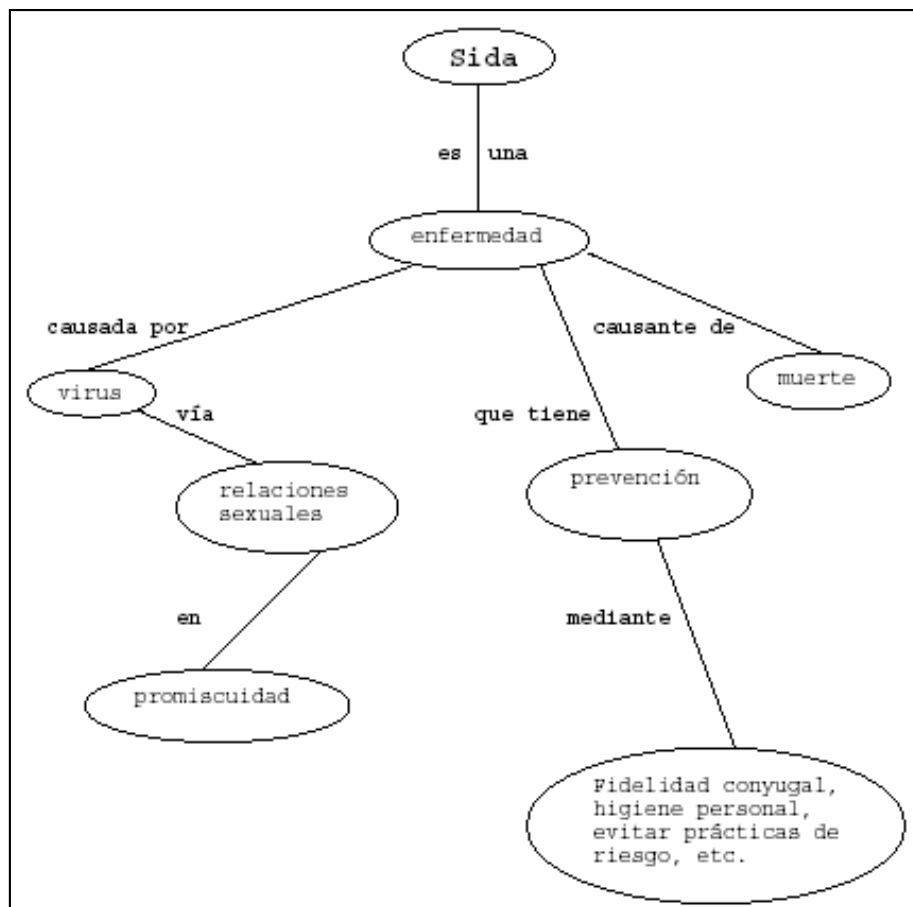 Sida
es una
enfermedad
causada por
causante de
virus
muerte
vía
que tiene
relaciones
sexuales
prevención
en
mediante
promiscuidad
Fidelidad conyugal,
higiene personal,
evitar prácticas de
riesgo, etc.